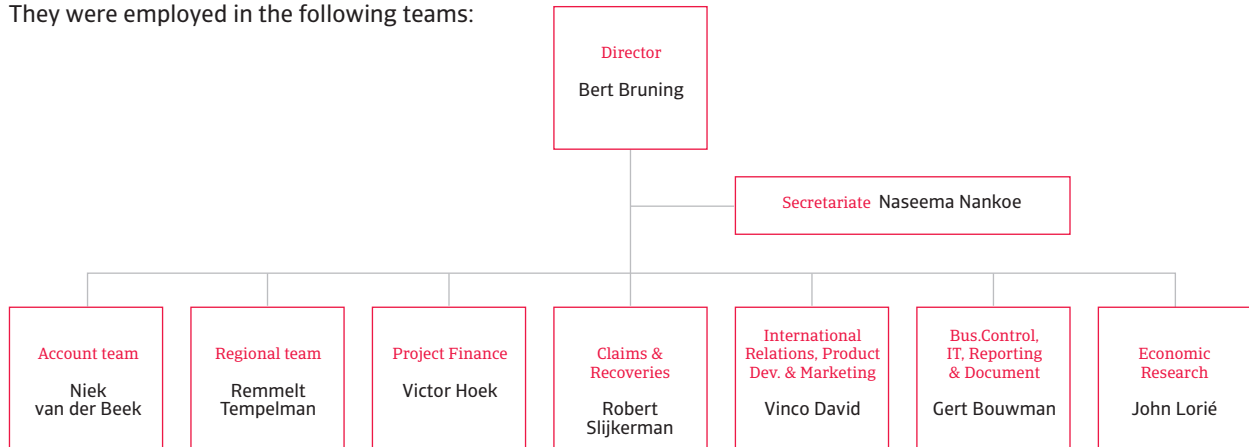 They were employed in the following teams:
Director
Bert Bruning
Secretariate Naseema Nankoe
Account team
Niek
van der Beek
Regional team
Remmelt
Tempelman
Project Finance
Victor Hoek
Claims &
Recoveries
Robert
Slijkerman
International
Relations, Product
Dev. & Marketing
Vinco David
Bus.Control,
IT, Reporting
& Document
Gert Bouwman
Economic
Research
John Lorié